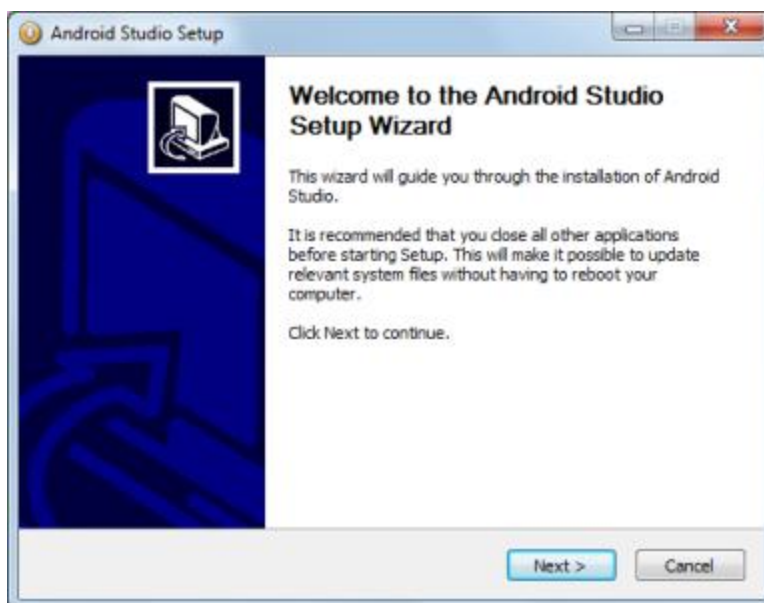 Android Studio Setup
Welcome to the Android Studio
Setup Wizard
This wizard will guide you through the installation of Android
Studio.
It is recommended that you close all other applications
before starting Setup. This will make it possible to update
relevant system files without having to reboot your
computer.
Click Next to continue.
Next >
Cancel